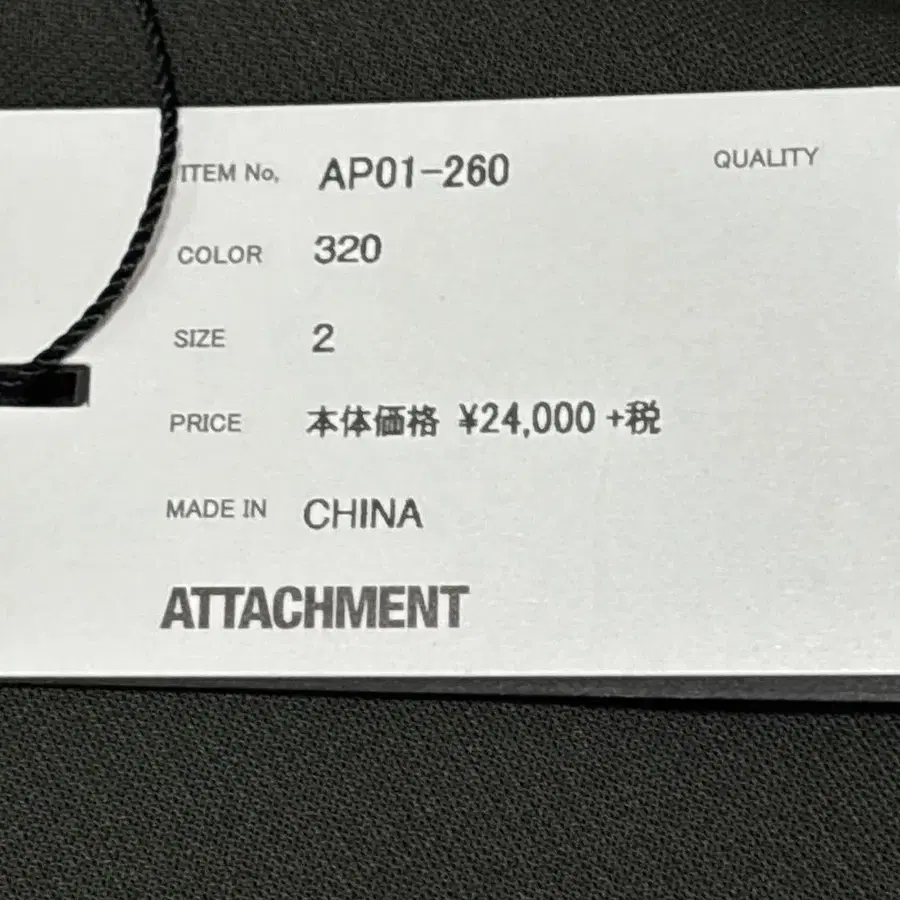 ITEM No. AP01-260
QUALITY
COLOR 320
SIZE 2
PRICE 本体価格 ¥24,000 +税
MADE IN CHINA
ATTACHMENT